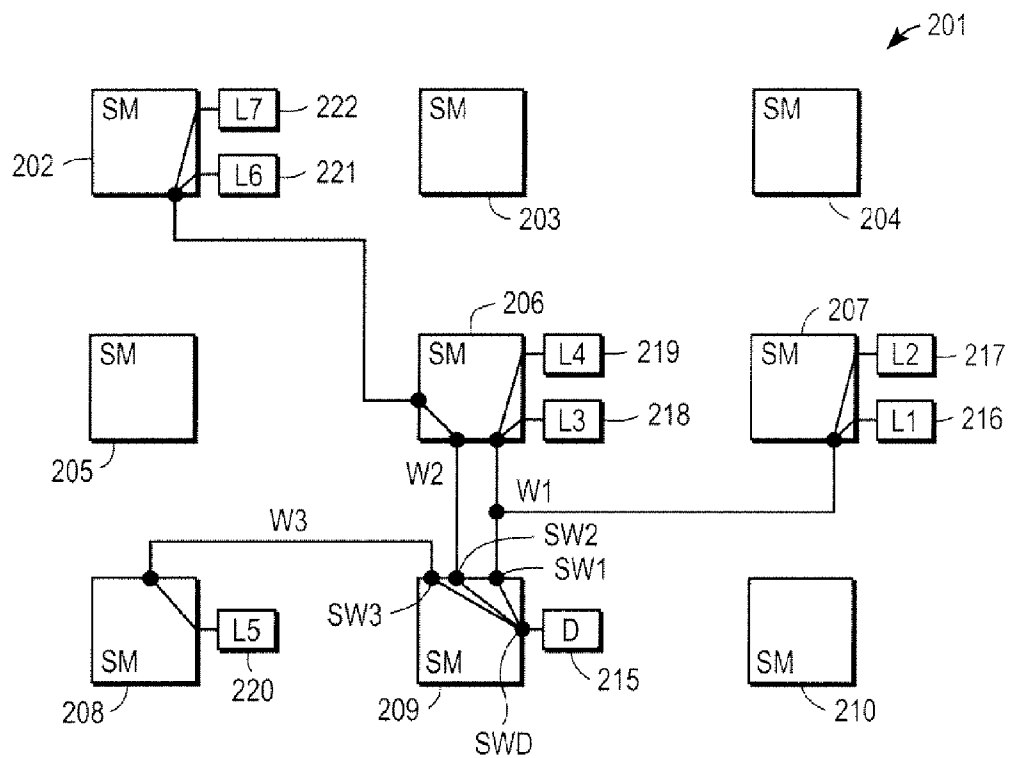 201
SM L7 222
SM
SM
202 L6 221
203
204
206
207
SM
SM L4 219
SM L2 217
L3 218
L1 216
205
W2
W1
W3
SW2
SW1
SW3
L5
D
SM
SM
SM
208
220
209
215
210
SWD